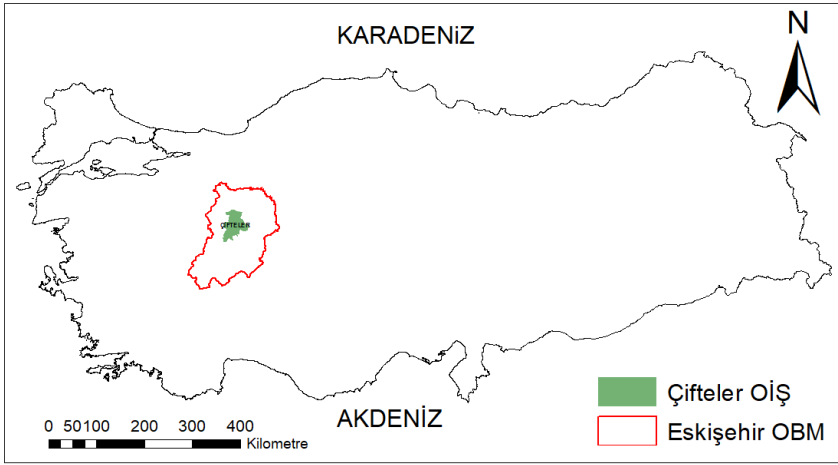 KARADENiZ
N
ÇİFTELER
AKDENİZ
0 50100 200 300 400
Kilometre
Çifteler OİŞ
Eskişehir OBM